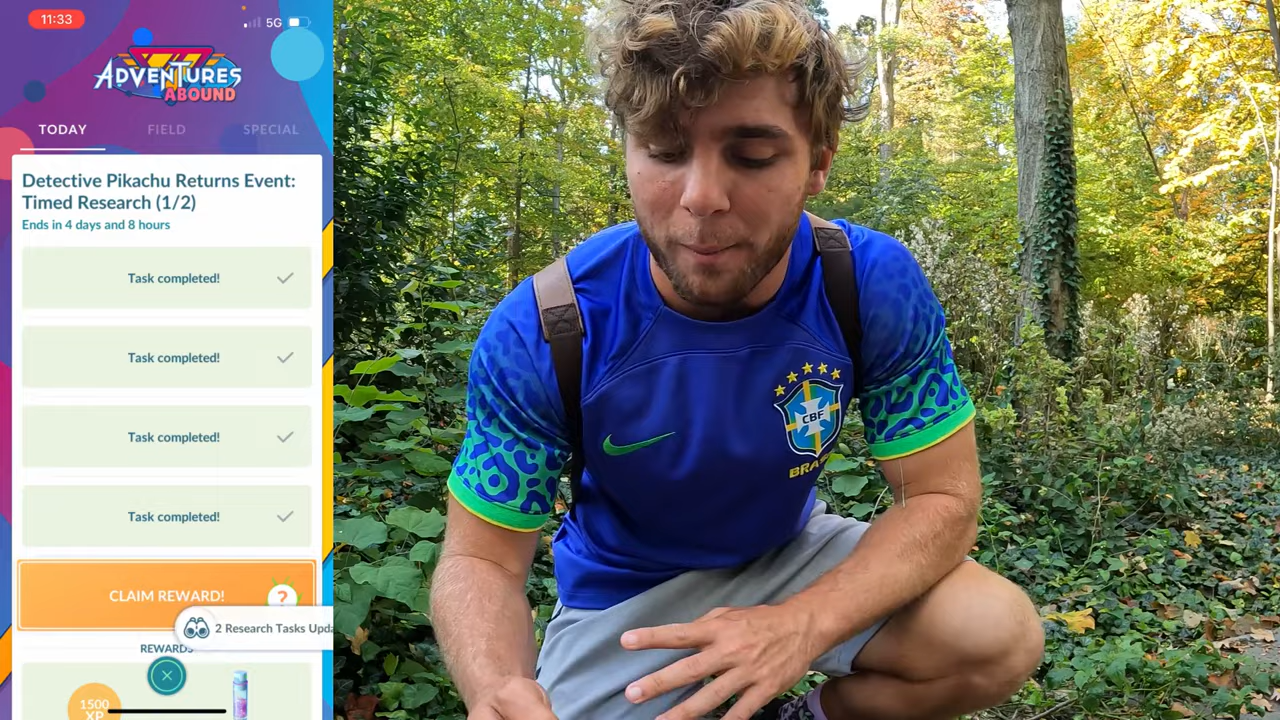 11:33
5G
ADVENTURES
ABOUND
TODAY FIELD SPECIAL
Detective Pikachu Returns Event:
Timed Research (1/2)
Ends in 4 days and 8 hours
Task completed!
Task completed!
Task completed!
Task completed!
CLAIM REWARD!
?
2 Research Tasks Upda
REWARDS
1500
XP
CBF
BRA